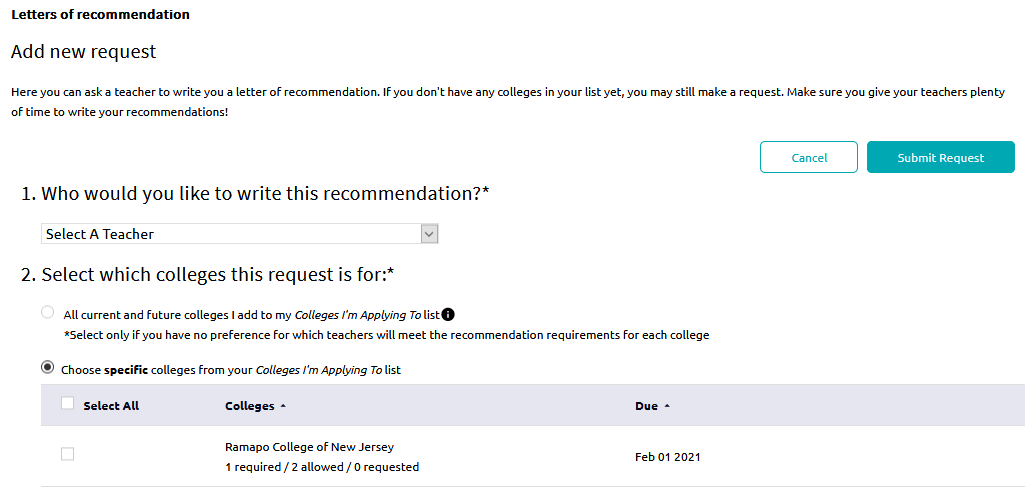 Letters of recommendation
Add new request
Here you can ask a teacher to write you a letter of recommendation. If you don't have any colleges in your list yet, you may still make a request. Make sure you give your teachers plenty
of time to write your recommendations!
Cancel
Submit Request
1. Who would you like to write this recommendation?*
Select A Teacher
2. Select which colleges this request is for:*
All current and future colleges I add to my Colleges I'm Applying To list
*Select only if you have no preference for which teachers will meet the recommendation requirements for each college
Choose specific colleges from your Colleges I'm Applying To list
Select All Colleges Due
Ramapo College of New Jersey
1 required / 2 allowed / 0 requested
Feb 01 2021